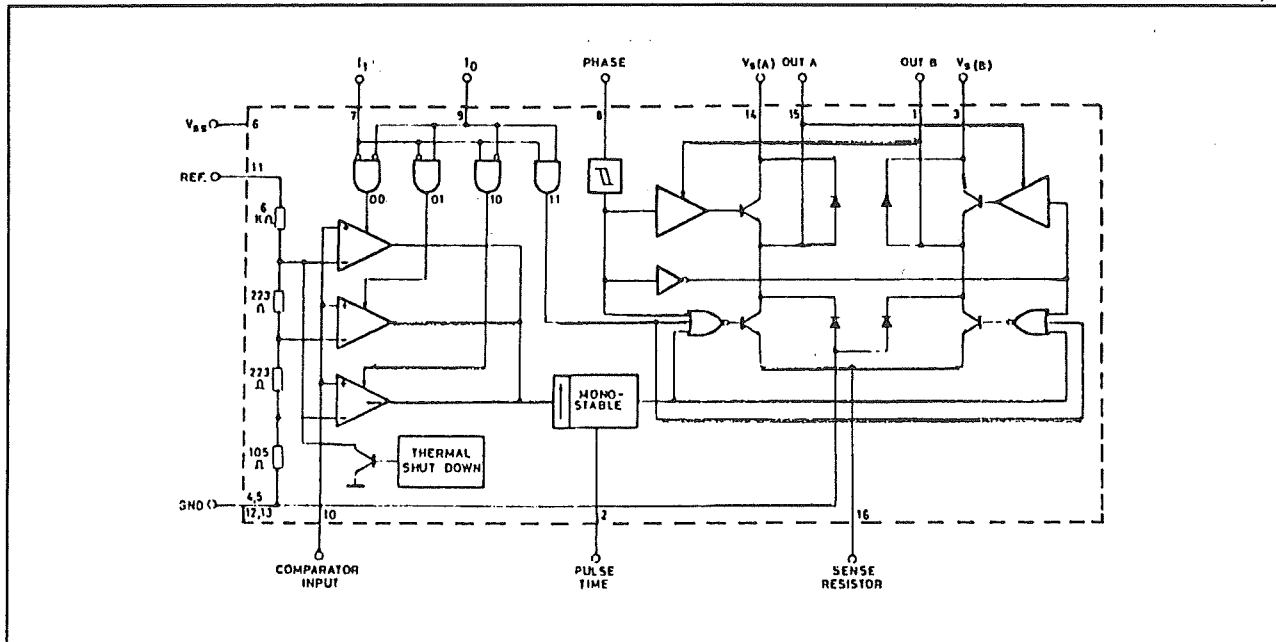 I1 I0 PHASE Vs(A) OUT A OUT B Vs(B)
7 9 8 14 15 1 3
Vss 6
REF. 11
6 KΩ
00 01 10 11
+
−
223 Ω
+
−
223 Ω
+
−
MONO-
STABLE
105 Ω
THERMAL
SHUT DOWN
GND 4,5
12,13
10 2 16
COMPARATOR
INPUT
PULSE
TIME
SENSE
RESISTOR